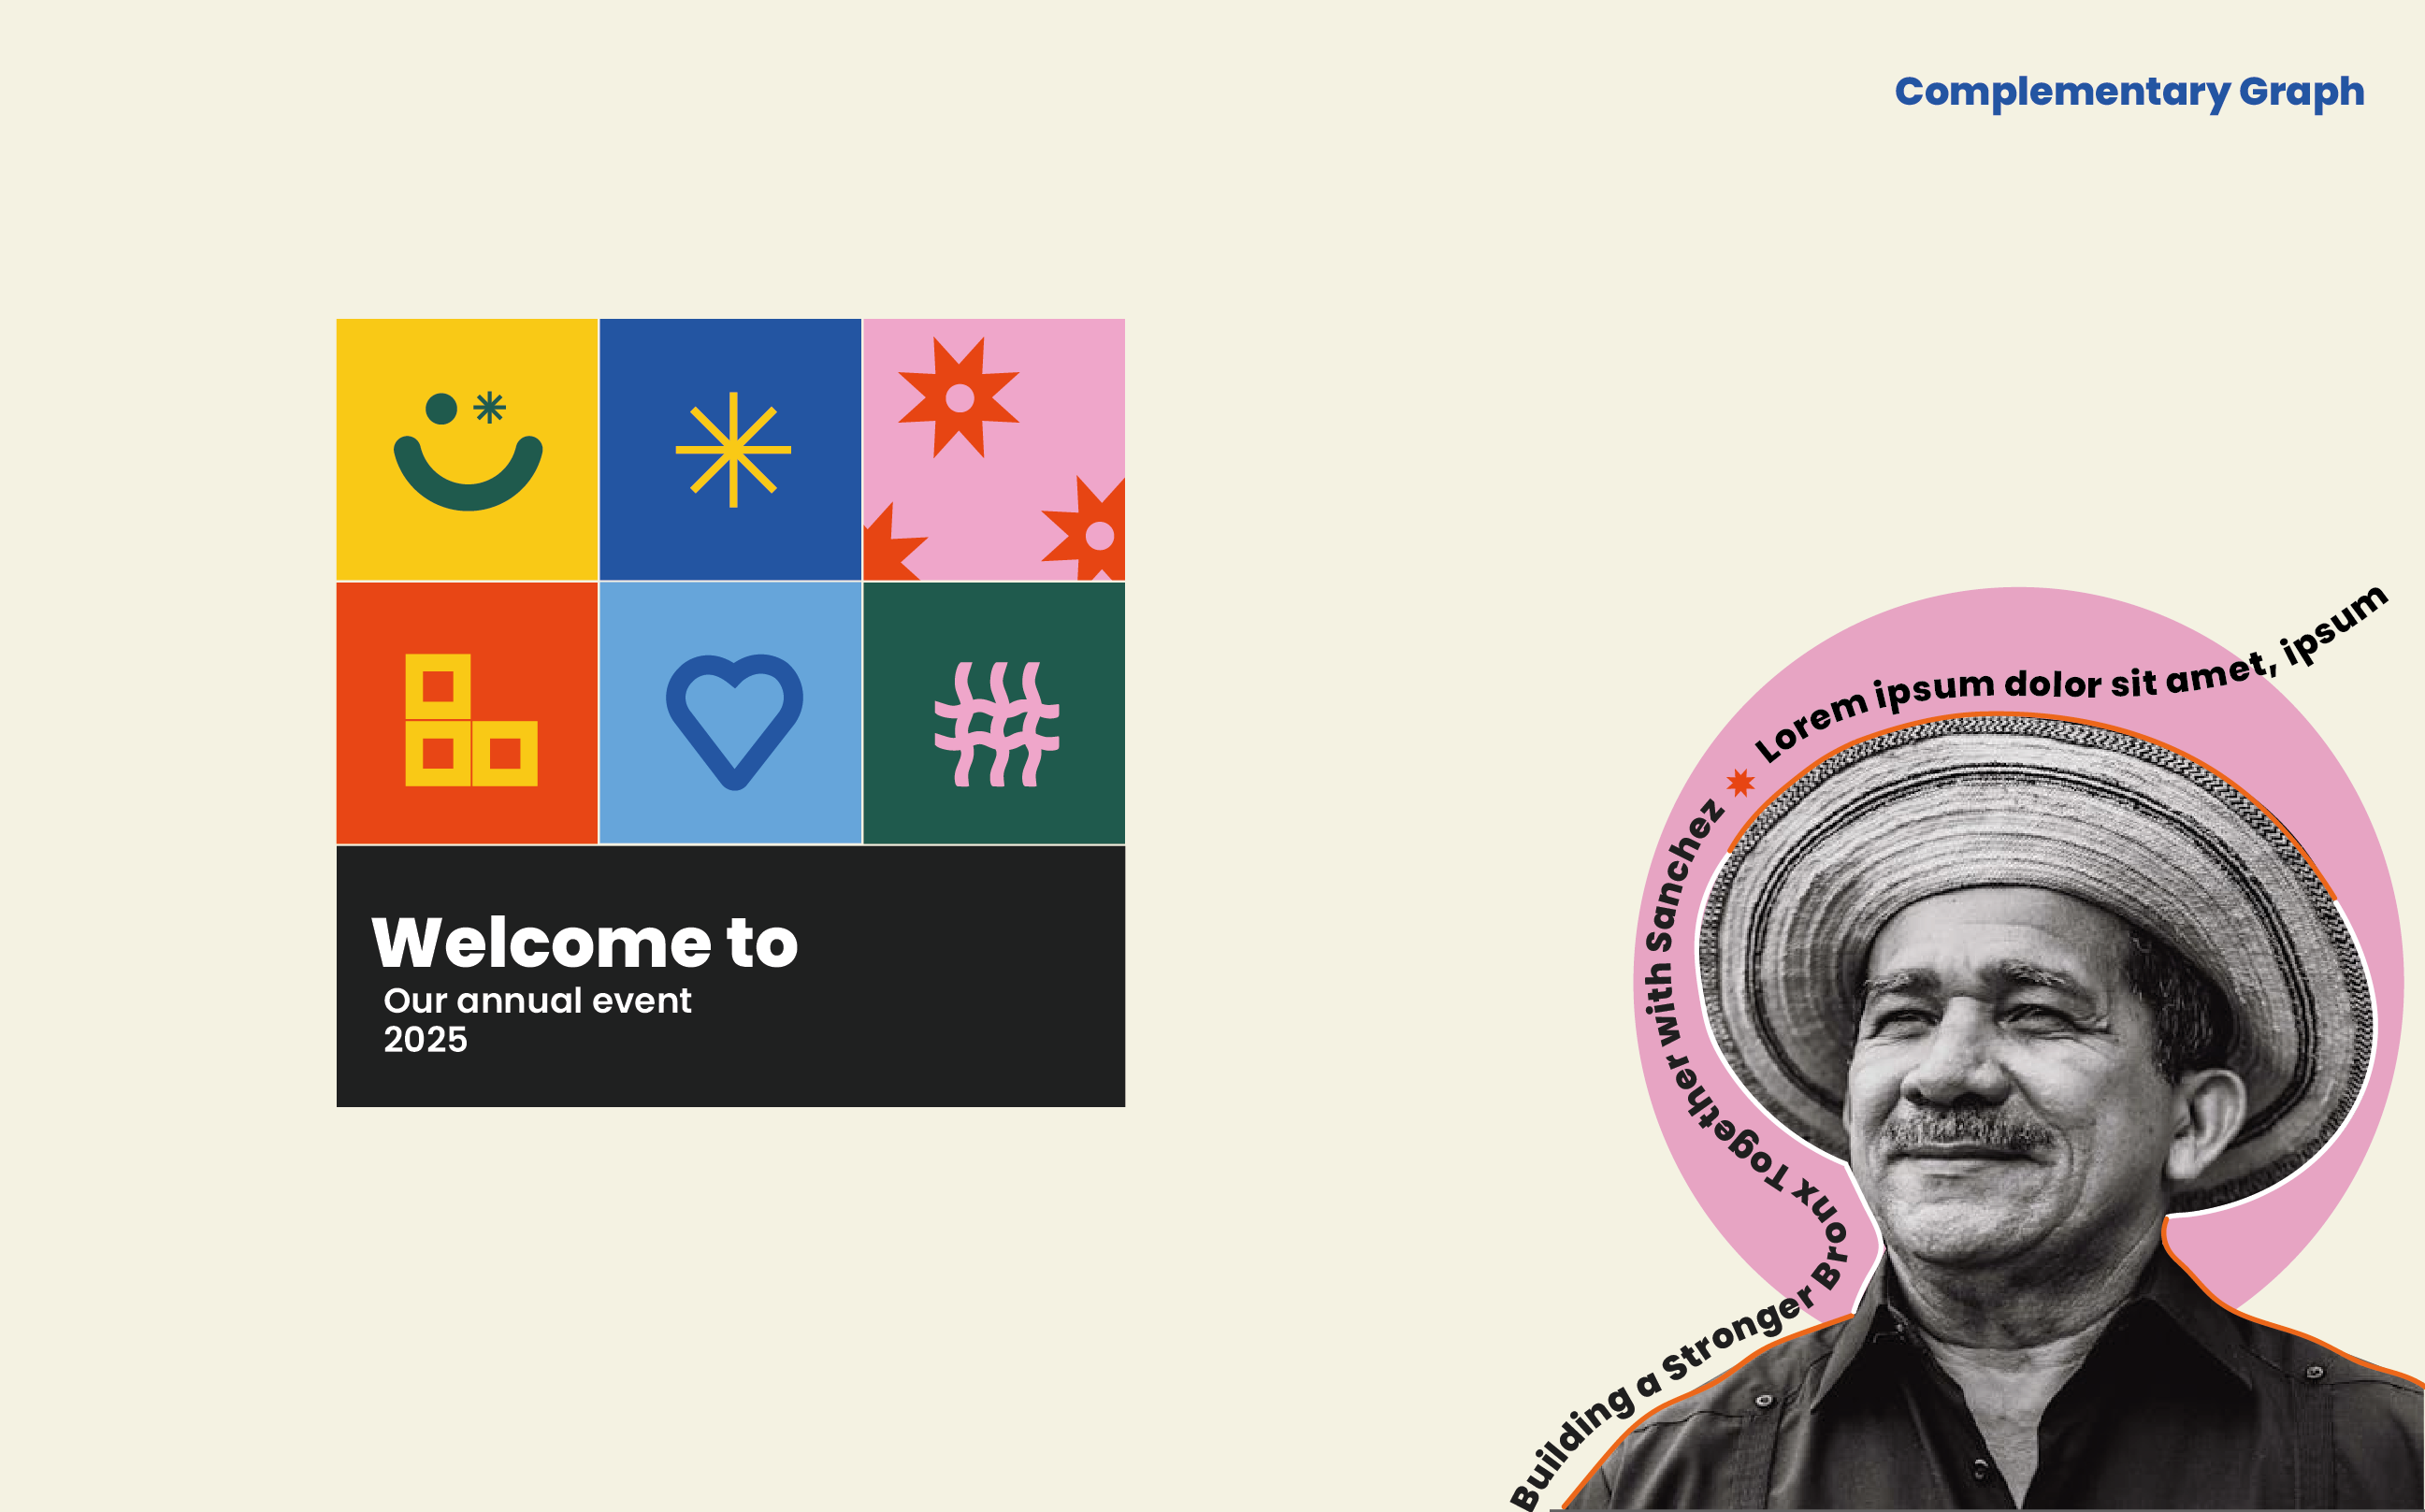 Complementary Graph
Welcome to
Our annual event
2025
Building a Stronger Bronx Together with Sanchez
Lorem ipsum dolor sit amet, ipsum